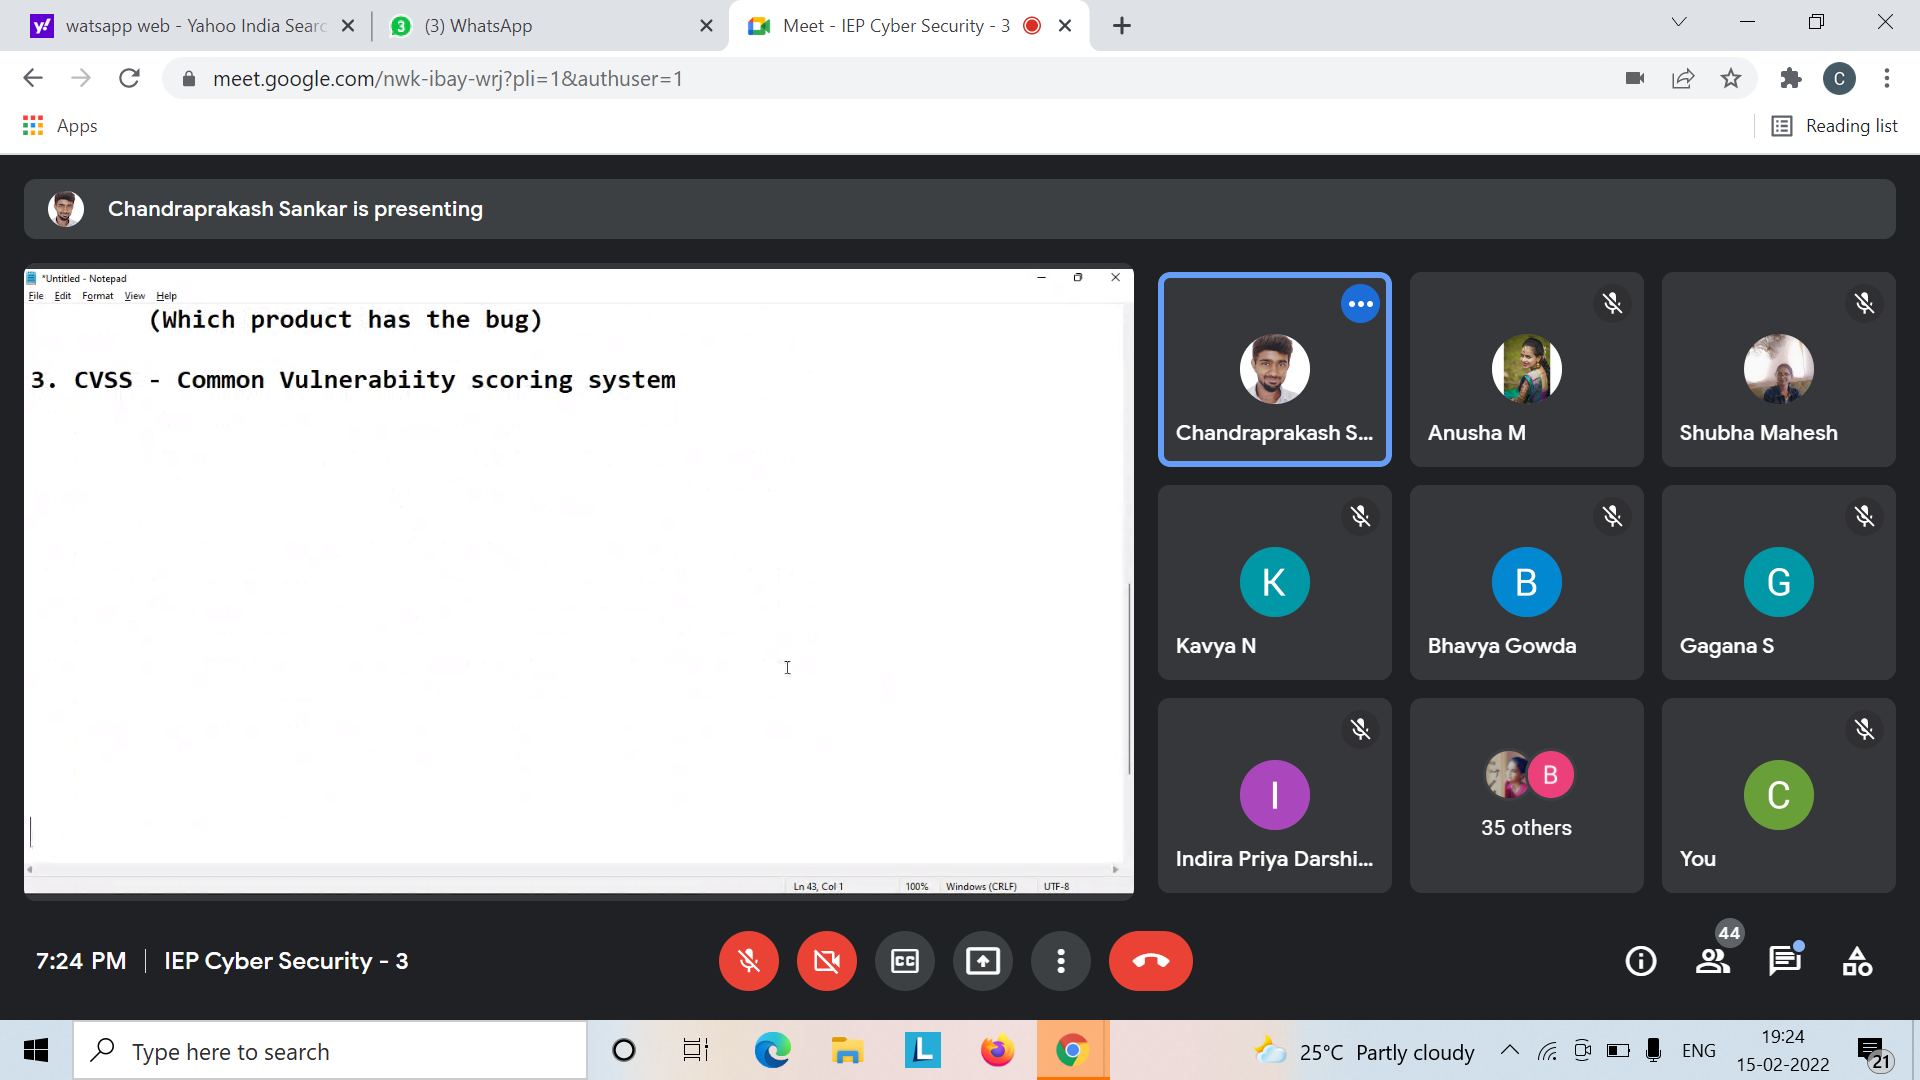 watsapp web - Yahoo India Searc
(3) WhatsApp
Meet - IEP Cyber Security - 3
meet.google.com/nwk-ibay-wrj?pli=1&authuser=1
C
Apps
Reading list
Chandraprakash Sankar is presenting
*Untitled - Notepad
File Edit Format View Help
(Which product has the bug)
3. CVSS - Common Vulnerabiity scoring system
Ln 43, Col 1
100%
Windows (CRLF)
UTF-8
Chandraprakash S...
Anusha M
Shubha Mahesh
K
Kavya N
B
Bhavya Gowda
G
Gagana S
I
Indira Priya Darshi...
B
35 others
C
You
7:24 PM
IEP Cyber Security - 3
CC
44
Type here to search
L
25°C Partly cloudy
ENG
19:24
15-02-2022
21